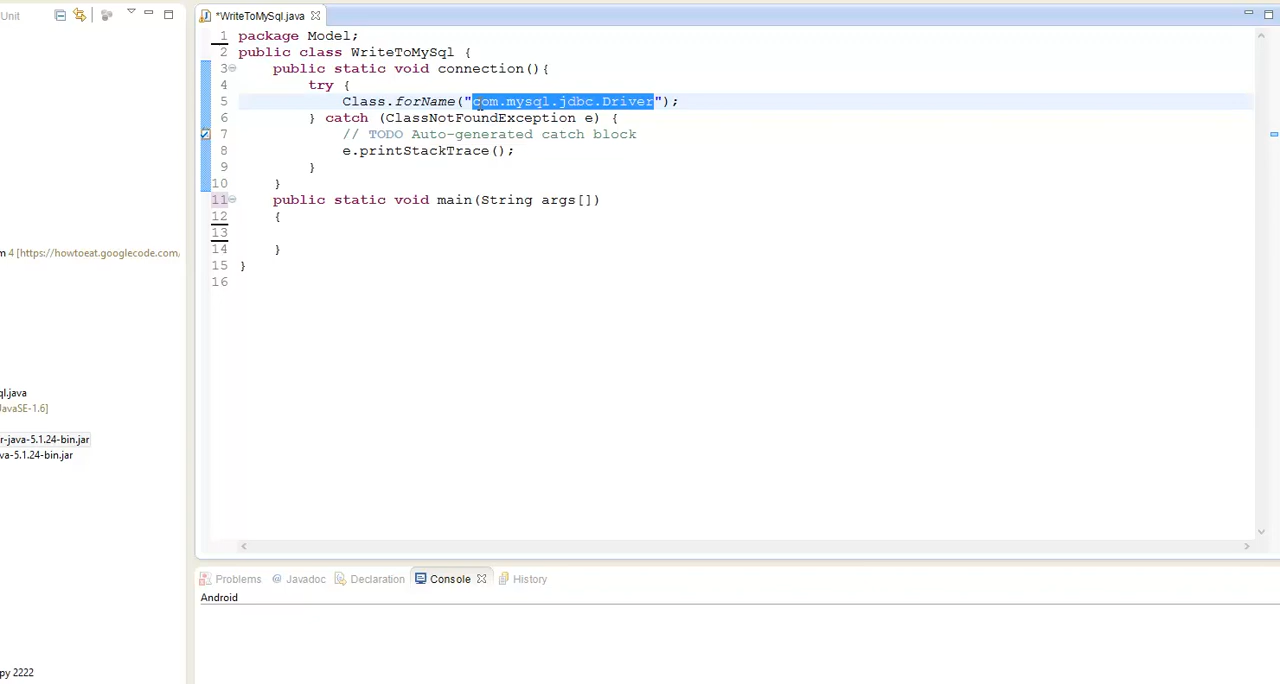 Unit
*WriteToMySql.java
1 package Model;
2 public class WriteToMySql {
3 public static void connection(){
4 try {
5 Class.forName("com.mysql.jdbc.Driver");
6 } catch (ClassNotFoundException e) {
7 // TODO Auto-generated catch block
8 e.printStackTrace();
9 }
10 }
11 public static void main(String args[])
12 {
13
14 }
15 }
16
m 4 [https://howtoeat.googlecode.com/
ql.java
JavaSE-1.6]
r-java-5.1.24-bin.jar
va-5.1.24-bin.jar
py 2222
Problems @ Javadoc Declaration Console History
Android